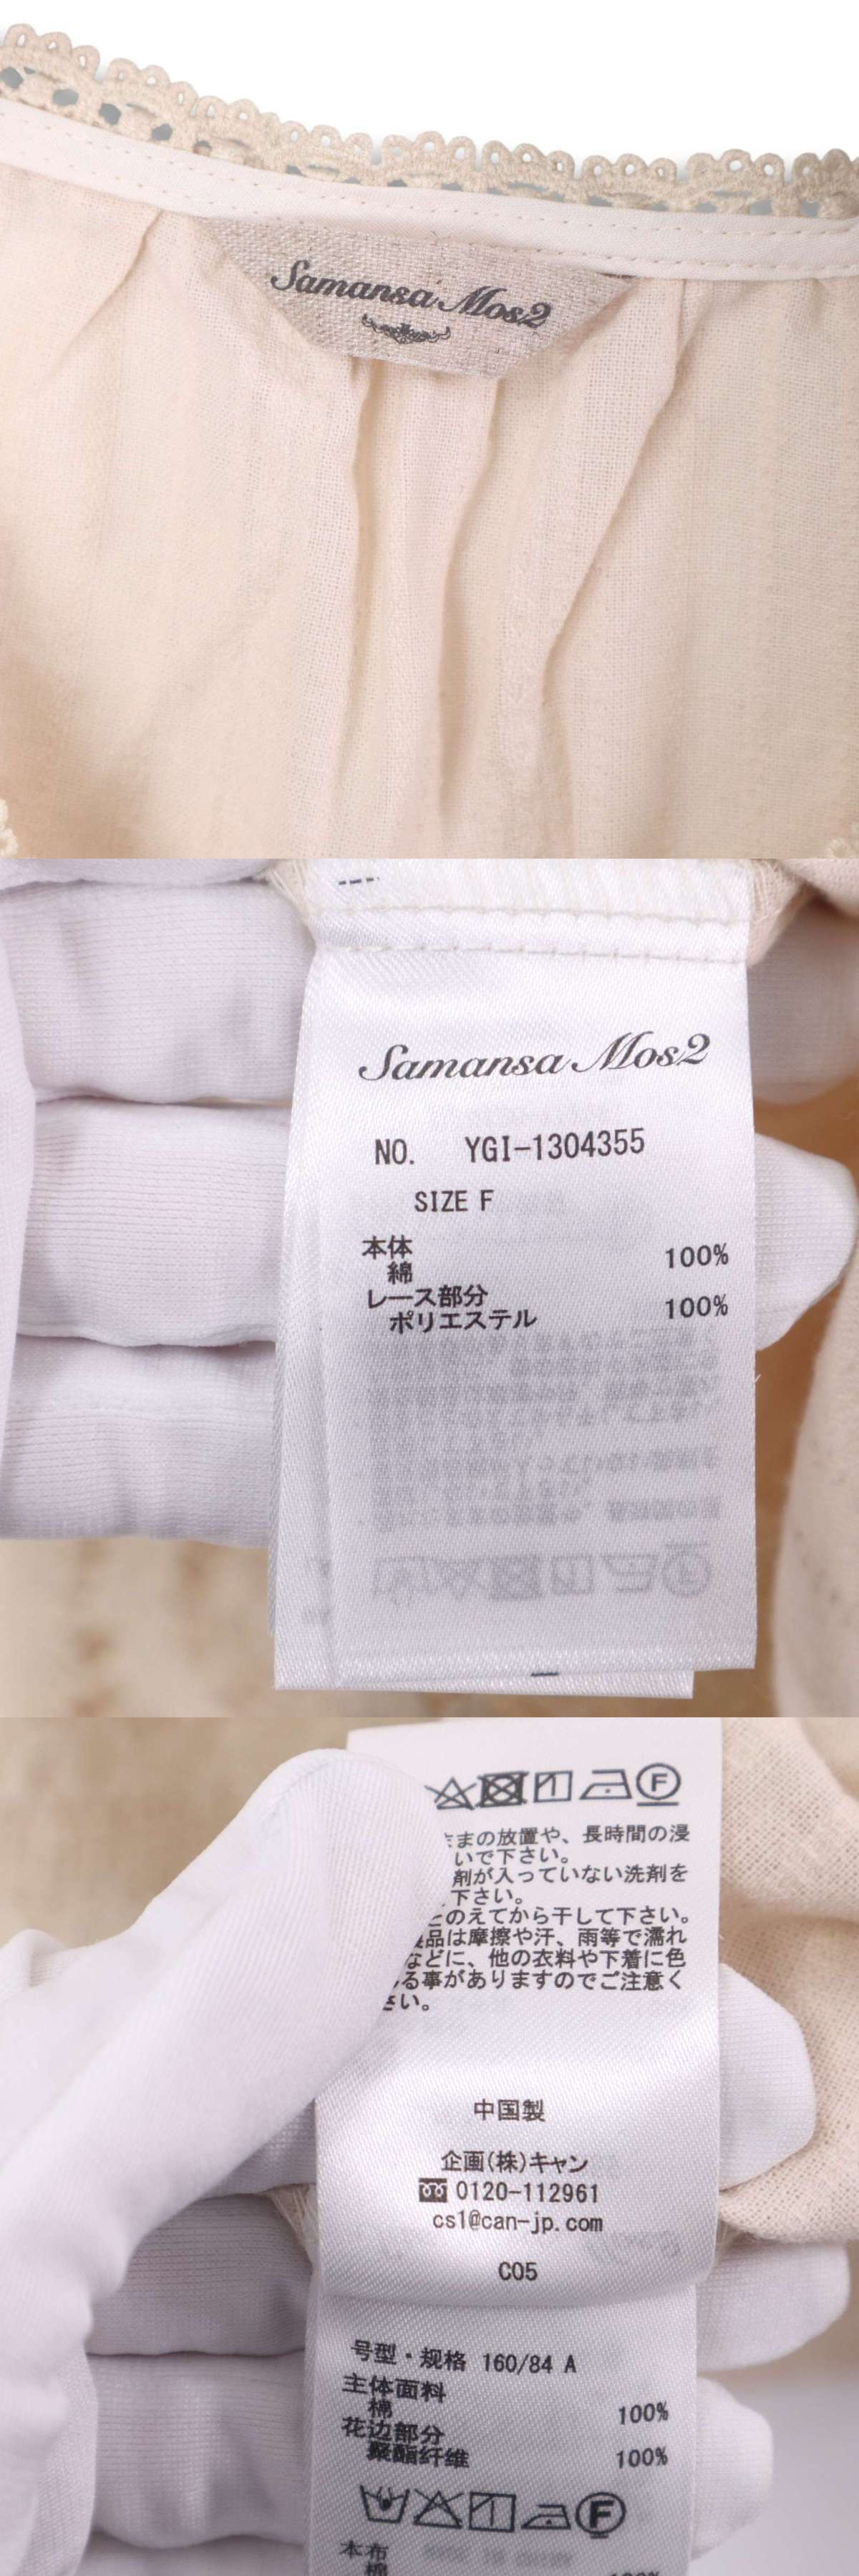 Samansa Mos2
Samansa Mos2
NO. YGI-1304355
SIZE F
本体
綿 100%
レース部分
ポリエステル 100%
F
まの放置や、長時間の浸
いで下さい。
剤が入っていない洗剤を
下さい。
とのえてから干して下さい。
品は摩擦や汗、雨等で濡れ
などに、他の衣料や下着に色
る事がありますのでご注意く
さい。
中国製
企画(株)キャン
0120-112961
cs1@can-jp.com
C05
号型・规格 160/84 A
主体面料
棉 100%
花边部分
聚酯纤维 100%
F
本布
綿 100%